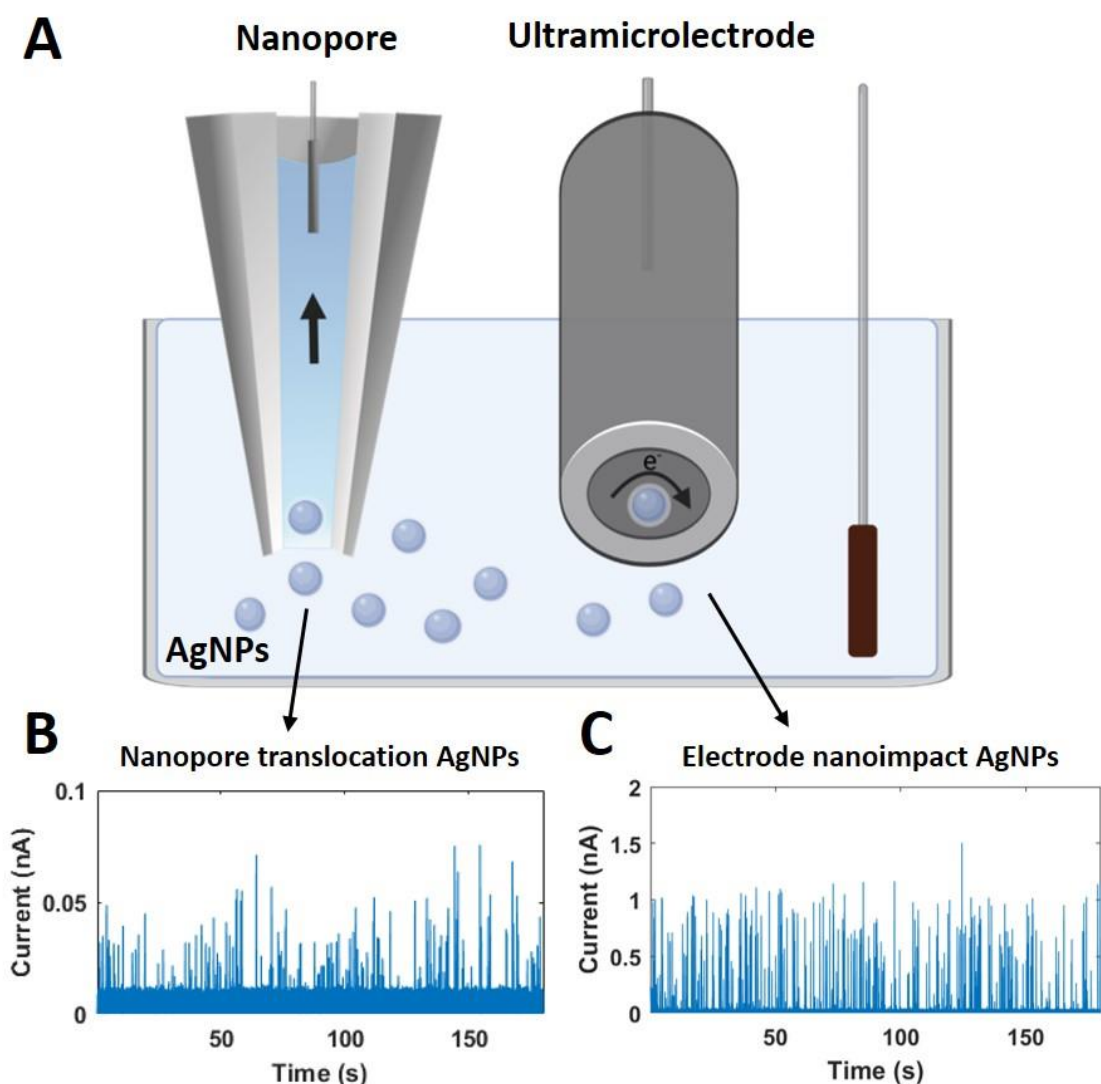 A
Nanopore
Ultramicrolectrode
e-
AgNPs
B
Nanopore translocation AgNPs
Current (nA)
0.1
0.05
0
50
100
150
Time (s)
C
Electrode nanoimpact AgNPs
Current (nA)
2
1.5
1
0.5
0
50
100
150
Time (s)